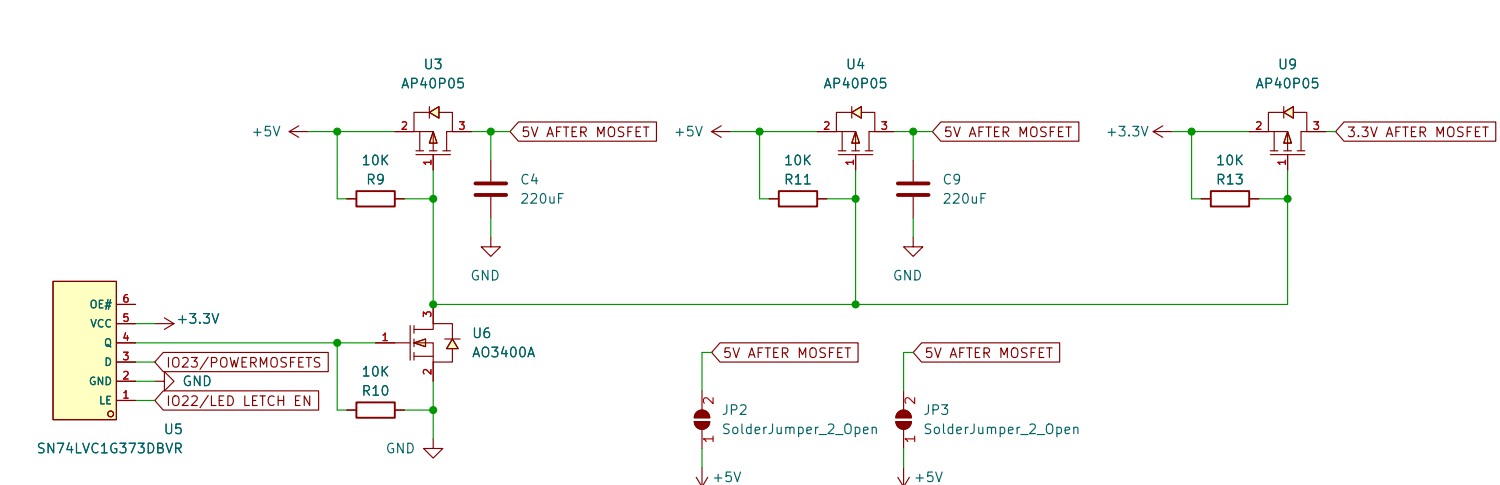 U3
AP40P05
+5V
2
3
1
5V AFTER MOSFET
10K
R9
C4
220uF
GND
U4
AP40P05
+5V
2
3
1
5V AFTER MOSFET
10K
R11
C9
220uF
GND
U9
AP40P05
+3.3V
2
3
1
3.3V AFTER MOSFET
10K
R13
OE# 6
VCC 5 +3.3V
Q 4
D 3 IO23/POWERMOSFETS
GND 2 GND
LE 1 IO22/LED LETCH EN
U5
SN74LVC1G373DBVR
3
1
2
U6
AO3400A
10K
R10
GND
5V AFTER MOSFET
2
JP2
SolderJumper_2_Open
1
+5V
5V AFTER MOSFET
2
JP3
SolderJumper_2_Open
1
+5V